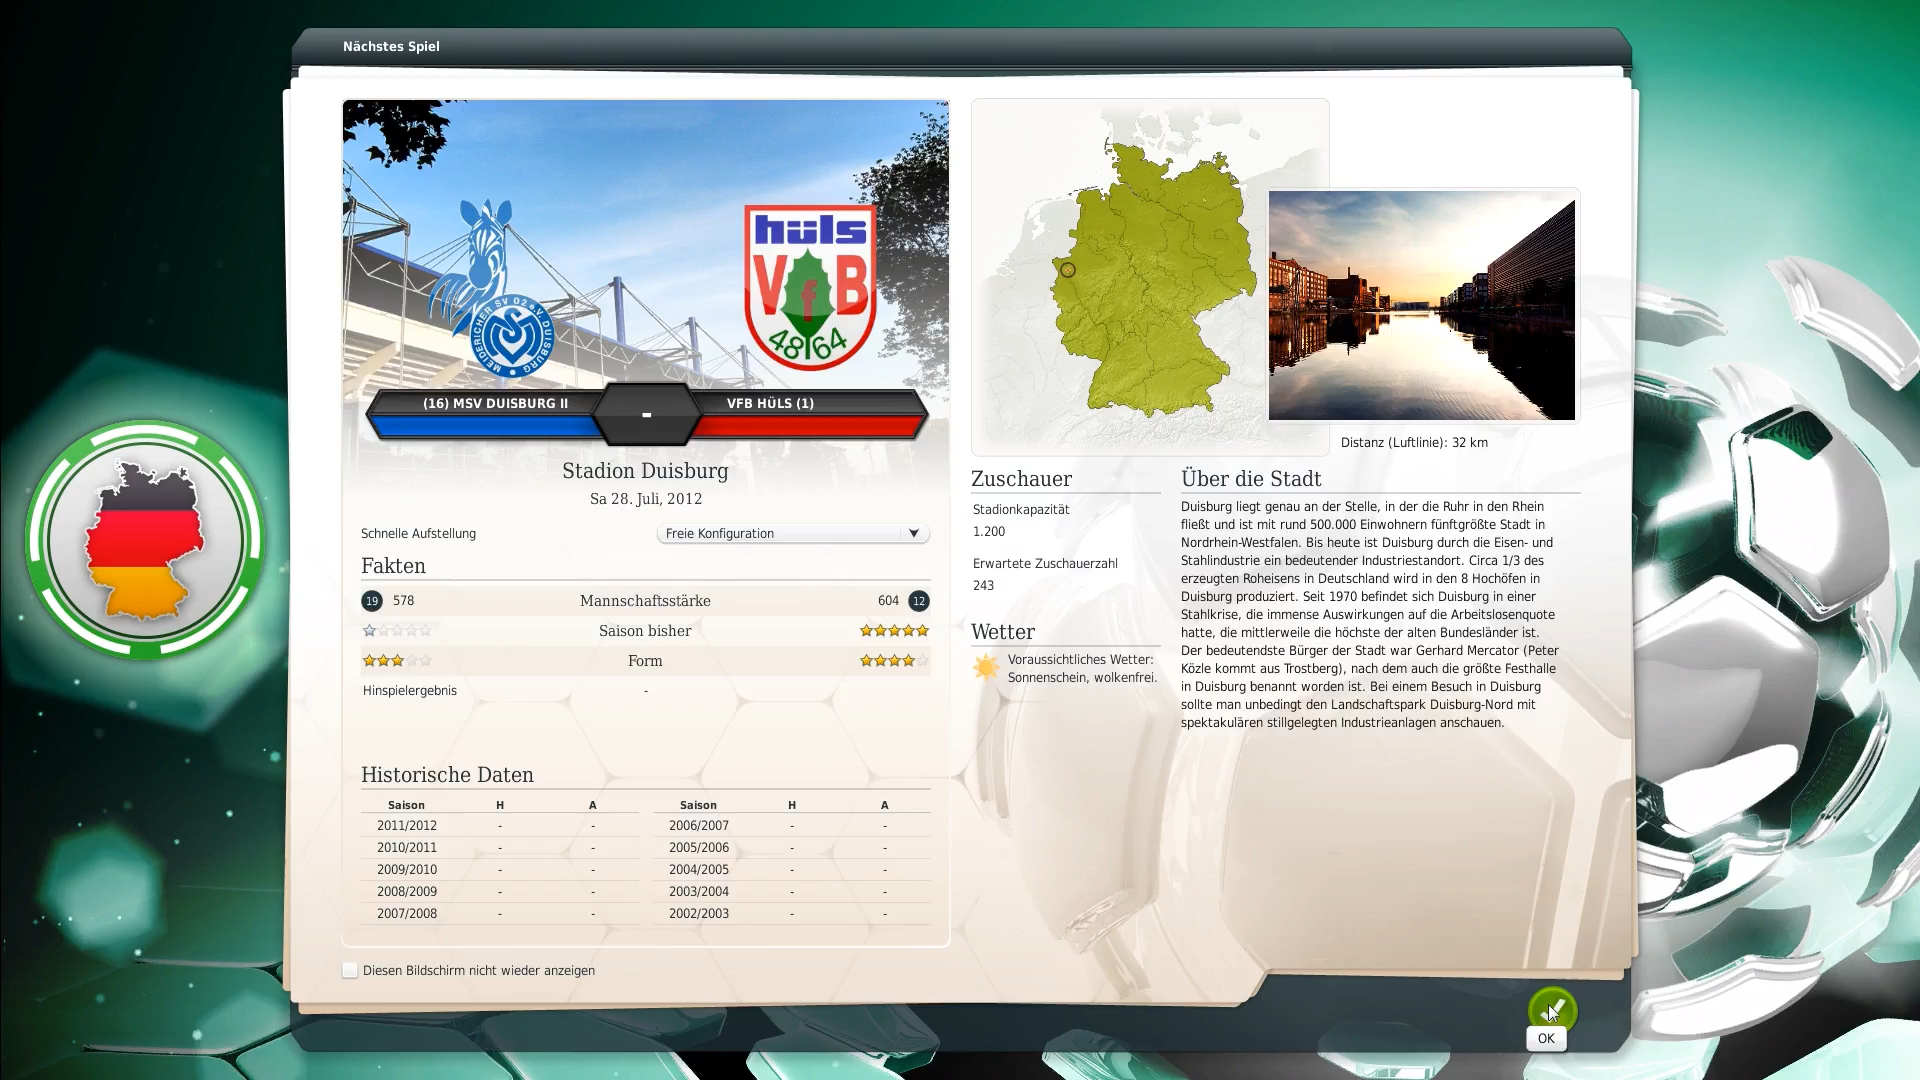 Nächstes Spiel
hüls
VfB
48 64
MEIDERICHER SV 02 e.V. DUISBURG
(16) MSV DUISBURG II
-
VFB HÜLS (1)
Stadion Duisburg
Sa 28. Juli, 2012
Schnelle Aufstellung
Freie Konfiguration
Fakten
19 578 Mannschaftsstärke 604 12
Saison bisher
Form
Hinspielergebnis -
Historische Daten
Saison H A Saison H A
2011/2012 - - 2006/2007 - -
2010/2011 - - 2005/2006 - -
2009/2010 - - 2004/2005 - -
2008/2009 - - 2003/2004 - -
2007/2008 - - 2002/2003 - -
Diesen Bildschirm nicht wieder anzeigen
Distanz (Luftlinie): 32 km
Zuschauer
Stadionkapazität
1.200
Erwartete Zuschauerzahl
243
Wetter
Voraussichtliches Wetter:
Sonnenschein, wolkenfrei.
Über die Stadt
Duisburg liegt genau an der Stelle, in der die Ruhr in den Rhein
fließt und ist mit rund 500.000 Einwohnern fünftgrößte Stadt in
Nordrhein-Westfalen. Bis heute ist Duisburg durch die Eisen- und
Stahlindustrie ein bedeutender Industriestandort. Circa 1/3 des
erzeugten Roheisens in Deutschland wird in den 8 Hochöfen in
Duisburg produziert. Seit 1970 befindet sich Duisburg in einer
Stahlkrise, die immense Auswirkungen auf die Arbeitslosenquote
hatte, die mittlerweile die höchste der alten Bundesländer ist.
Der bedeutendste Bürger der Stadt war Gerhard Mercator (Peter
Közle kommt aus Trostberg), nach dem auch die größte Festhalle
in Duisburg benannt worden ist. Bei einem Besuch in Duisburg
sollte man unbedingt den Landschaftspark Duisburg-Nord mit
spektakulären stillgelegten Industrieanlagen anschauen.
OK